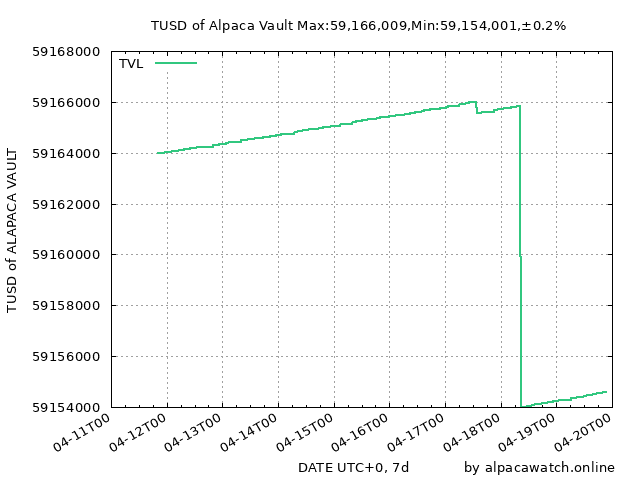 TUSD of Alpaca Vault Max:59,166,009,Min:59,154,001,±0.2%
TVL
59168000
59166000
59164000
59162000
59160000
59158000
59156000
59154000
TUSD of ALAPACA VAULT
04-11T00
04-12T00
04-13T00
04-14T00
04-15T00
04-16T00
04-17T00
04-18T00
04-19T00
04-20T00
DATE UTC+0, 7d
by alpacawatch.online